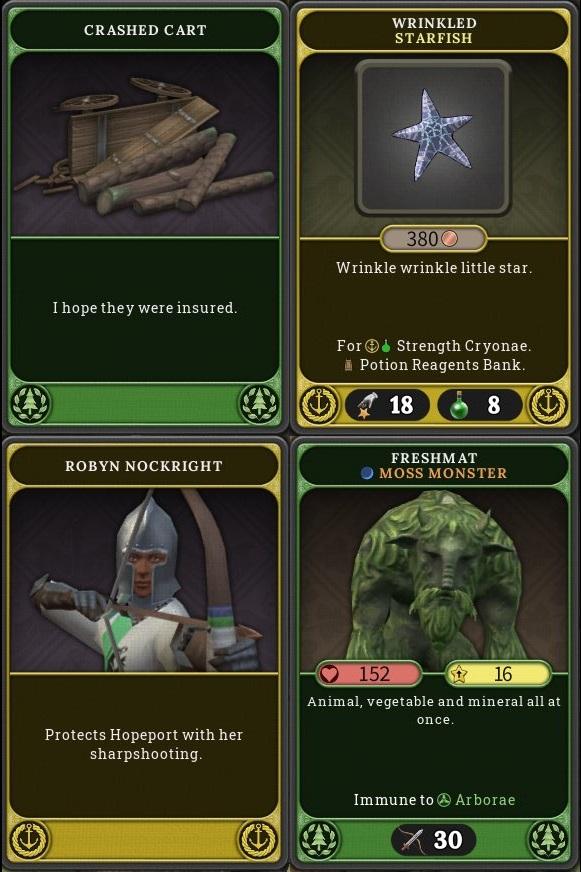 CRASHED CART
I hope they were insured.
WRINKLED
STARFISH
380
Wrinkle wrinkle little star.
For Strength Cryonae.
Potion Reagents Bank.
18
8
ROBYN NOCKRIGHT
Protects Hopeport with her
sharpshooting.
FRESHMAT
MOSS MONSTER
152
16
Animal, vegetable and mineral all at
once.
Immune to Arborae
30